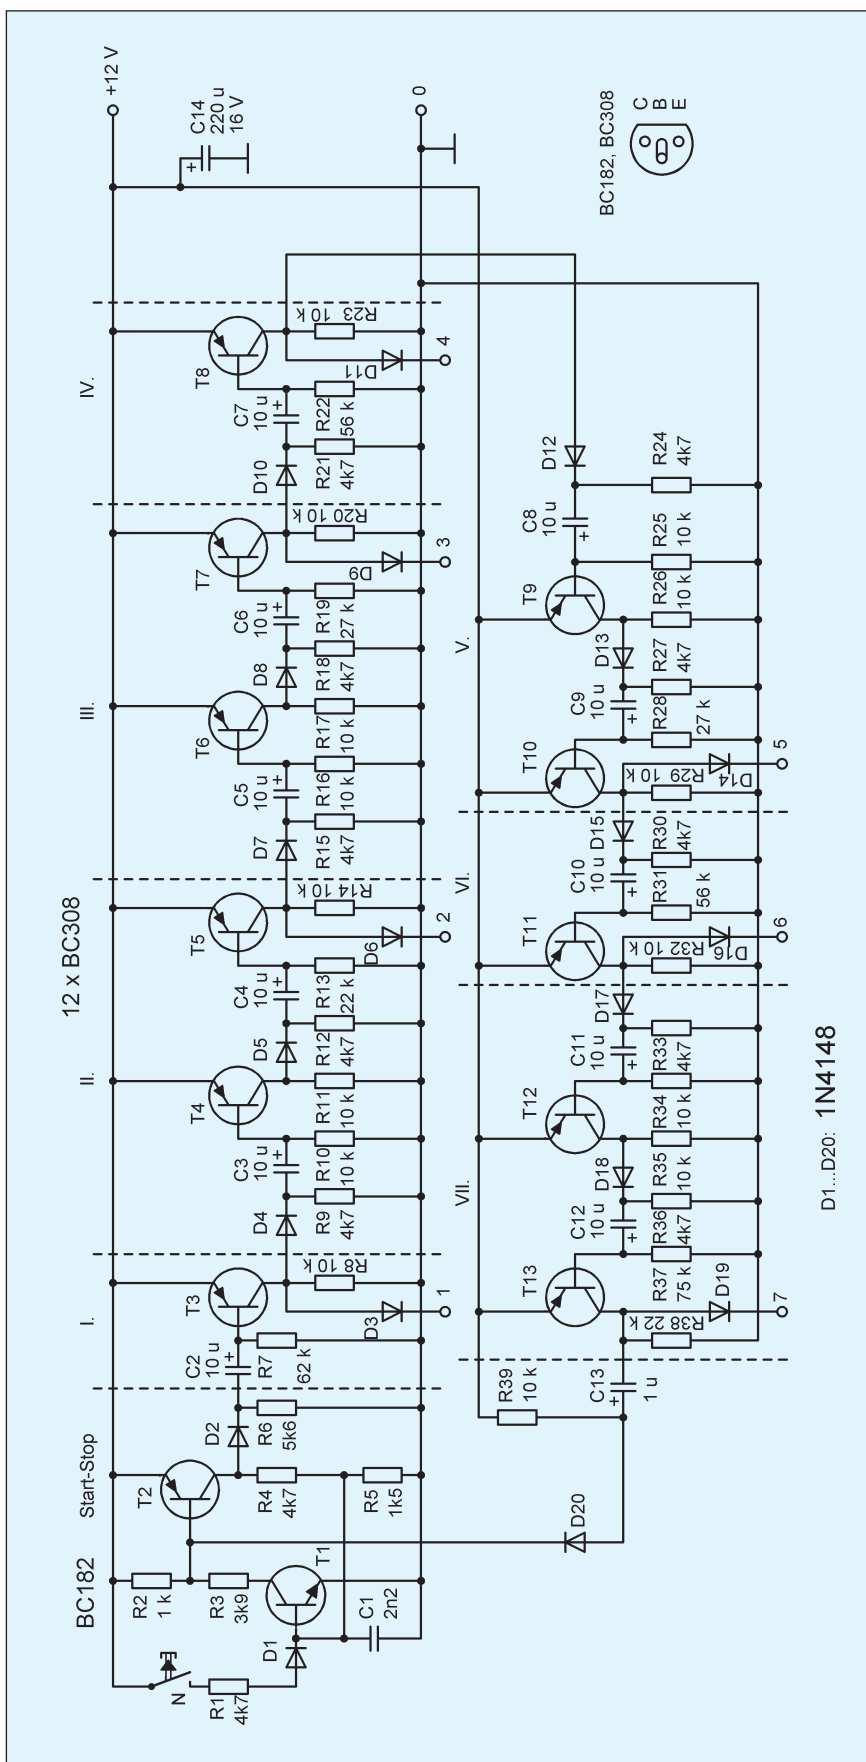 BC182
Start-Stop
I.
II.
12 x BC308
III.
IV.
+12 V
N
R1
4k7
R2
1 k
R3
3k9
D1
T1
C1
2n2
T2
R4
4k7
R5
1k5
D2
R6
5k6
C2
10 u
+
R7
62 k
T3
R8 10 k
D3
1
D4
R9
4k7
C3
10 u
+
R10
10 k
T4
R11
10 k
D5
R12
4k7
C4
10 u
+
R13
22 k
T5
R14 10 k
D6
2
D7
R15
4k7
C5
10 u
+
R16
10 k
T6
R17
10 k
D8
R18
4k7
C6
10 u
+
R19
27 k
T7
R20 10 k
D9
3
D10
R21
4k7
C7
10 u
+
R22
56 k
T8
R23 10 k
D11
4
C14
220 u
16 V
+
0
D20
R39
10 k
C13
1 u
+
VII.
T13
R38 22 k
D19
7
R37
75 k
C12
10 u
+
R36
4k7
D18
R35
10 k
T12
R34
10 k
C11
10 u
+
R33
4k7
D17
VI.
T11
R32 10 k
D16
6
R31
56 k
C10
10 u
+
R30
4k7
D15
V.
T10
R29 10 k
D14
5
R28
27 k
C9
10 u
+
R27
4k7
D13
T9
R26
10 k
R25
10 k
C8
10 u
+
D12
R24
4k7
BC182, BC308
C
B
E
D1...D20: 1N4148